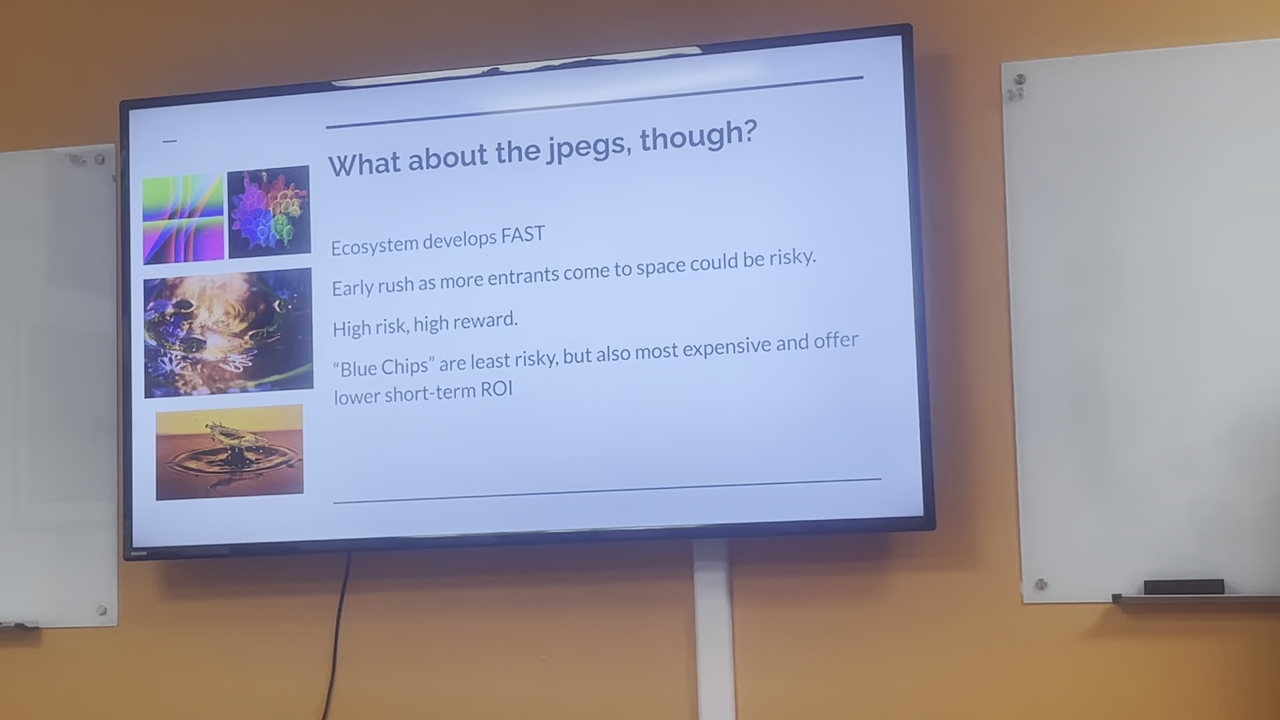 What about the jpegs, though?
Ecosystem develops FAST
Early rush as more entrants come to space could be risky.
High risk, high reward.
“Blue Chips” are least risky, but also most expensive and offer
lower short-term ROI